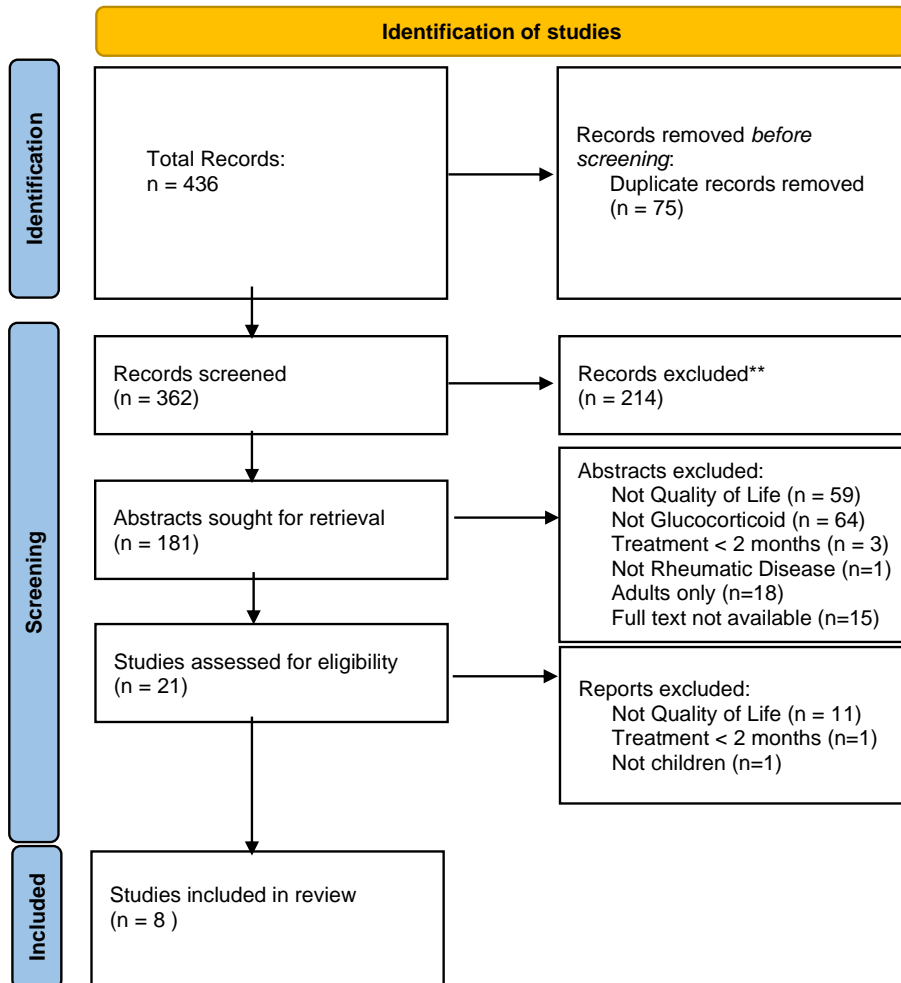 Identification of studies
Identification
Total Records:
n = 436
Records removed before
screening:
Duplicate records removed
(n = 75)
Screening
Records screened
(n = 362)
Records excluded**
(n = 214)
Abstracts sought for retrieval
(n = 181)
Abstracts excluded:
Not Quality of Life (n = 59)
Not Glucocorticoid (n = 64)
Treatment < 2 months (n = 3)
Not Rheumatic Disease (n=1)
Adults only (n=18)
Full text not available (n=15)
Studies assessed for eligibility
(n = 21)
Reports excluded:
Not Quality of Life (n = 11)
Treatment < 2 months (n=1)
Not children (n=1)
Included
Studies included in review
(n = 8 )